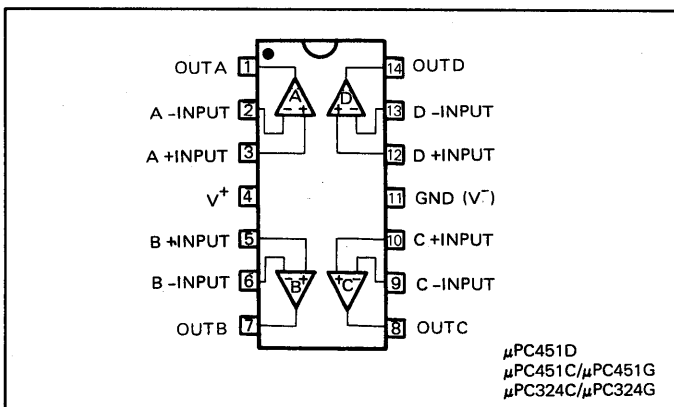 OUTA 1 14 OUTD
A D
A -INPUT 2 - + + - 13 D -INPUT
A +INPUT 3 12 D +INPUT
V+ 4 11 GND (V-)
B +INPUT 5 10 C +INPUT
B -INPUT 6 - + + - 9 C -INPUT
B C
OUTB 7 8 OUTC
μPC451D
μPC451C/μPC451G
μPC324C/μPC324G